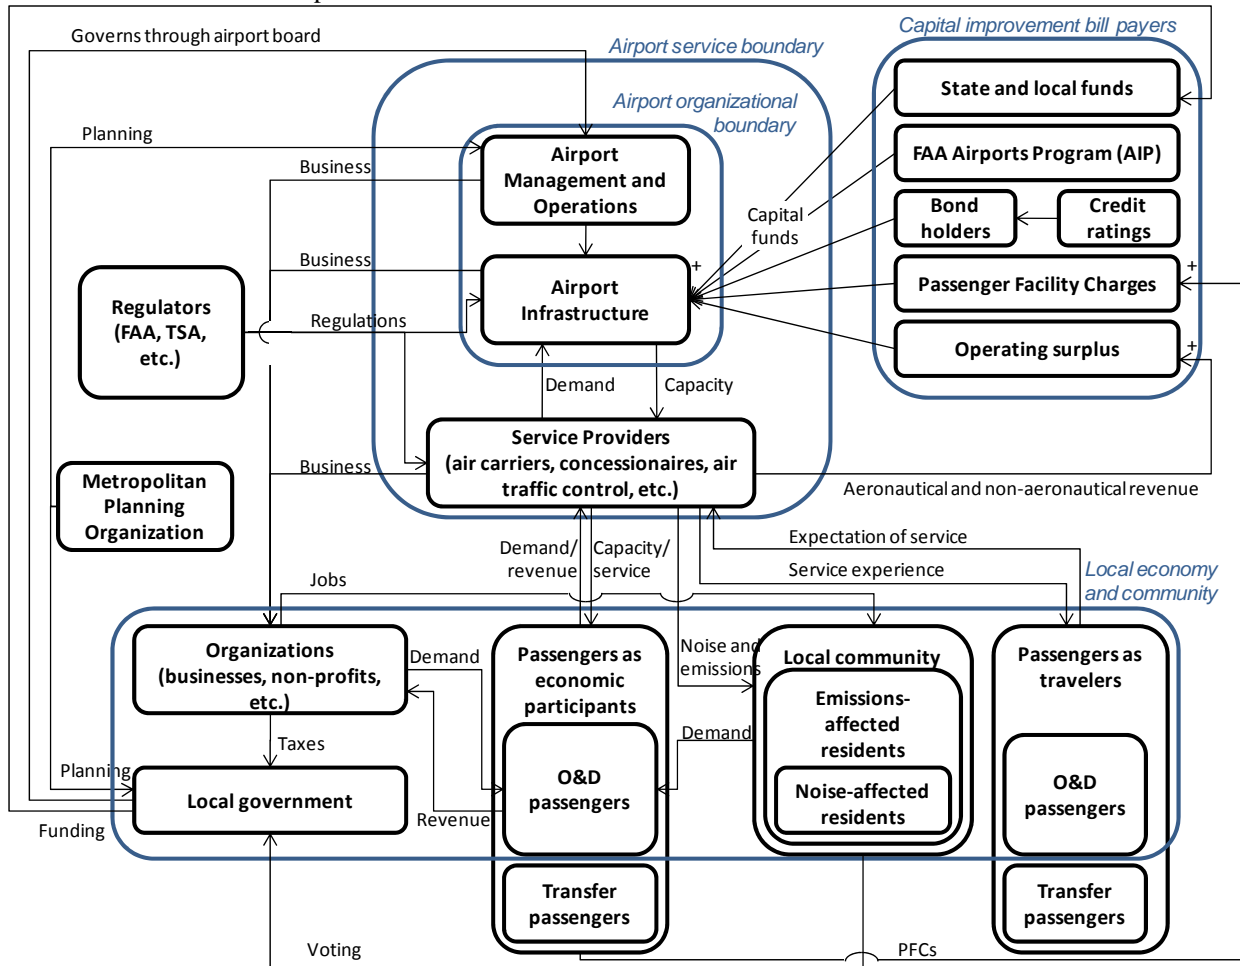 Governs through airport board
Airport service boundary
Capital improvement bill payers
Airport organizational
boundary
State and local funds
Planning
Airport
Management and
Operations
FAA Airports Program (AIP)
Business
Capital
funds
Bond
holders
Credit
ratings
Business
+
Airport
Infrastructure
+
Passenger Facility Charges
Regulators
(FAA, TSA,
etc.)
Regulations
+
Operating surplus
Demand
Capacity
Service Providers
(air carriers, concessionaires, air
traffic control, etc.)
Business
Metropolitan
Planning
Organization
Aeronautical and non-aeronautical revenue
Demand/
revenue
Capacity/
service
Expectation of service
Service experience
Local economy
and community
Jobs
Organizations
(businesses, non-profits,
etc.)
Demand
Passengers as
economic
participants
Noise and
emissions
Local community
Passengers as
travelers
Emissions-
affected
residents
Taxes
Demand
Planning
Local government
O&D
passengers
Noise-affected
residents
O&D
passengers
Funding
Revenue
Transfer
passengers
Transfer
passengers
Voting
PFCs